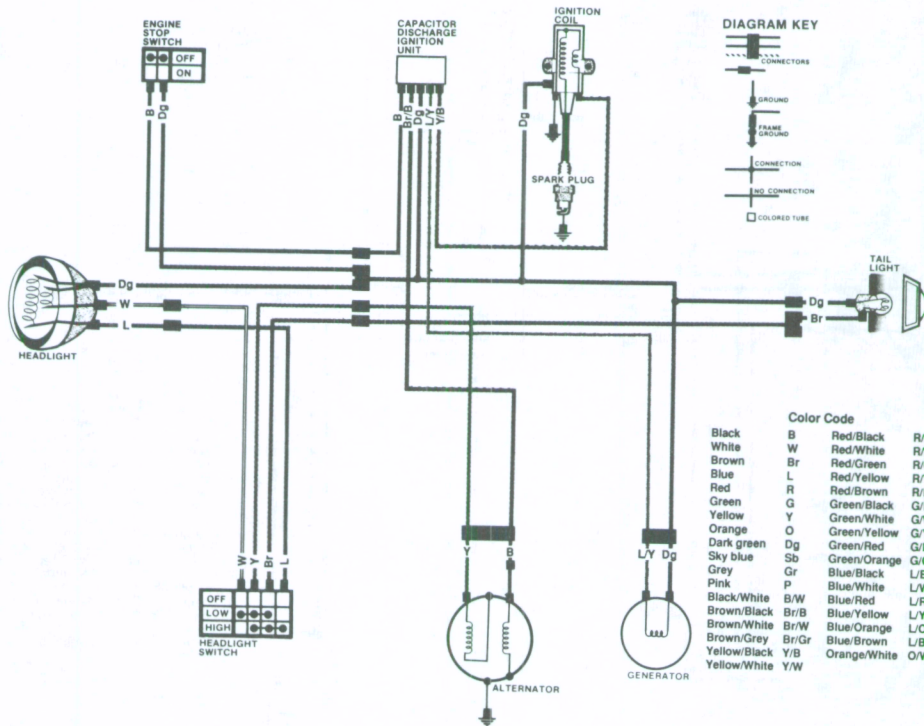 ENGINE
STOP
SWITCH
OFF
ON
B
Dg
CAPACITOR
DISCHARGE
IGNITION
UNIT
B
Br/B
Dg
L/Y
Y/B
IGNITION
COIL
Dg
SPARK PLUG
DIAGRAM KEY
CONNECTORS
GROUND
FRAME
GROUND
CONNECTION
NO CONNECTION
COLORED TUBE
Dg
W
L
HEADLIGHT
TAIL
LIGHT
Dg
Br
W
Y
Br
L
OFF
LOW
HIGH
HEADLIGHT
SWITCH
Y
B
ALTERNATOR
L/Y
Dg
GENERATOR
Color Code
Black B Red/Black R/
White W Red/White R/
Brown Br Red/Green R/
Blue L Red/Yellow R/
Red R Red/Brown R/
Green G Green/Black G/
Yellow Y Green/White G/
Orange O Green/Yellow G/
Dark green Dg Green/Red G/
Sky blue Sb Green/Orange G/
Grey Gr Blue/Black L/
Pink P Blue/White L/
Black/White B/W Blue/Red L/
Brown/Black Br/B Blue/Yellow L/Y
Brown/White Br/W Blue/Orange L/
Brown/Grey Br/Gr Blue/Brown L/
Yellow/Black Y/B Orange/White O/
Yellow/White Y/W